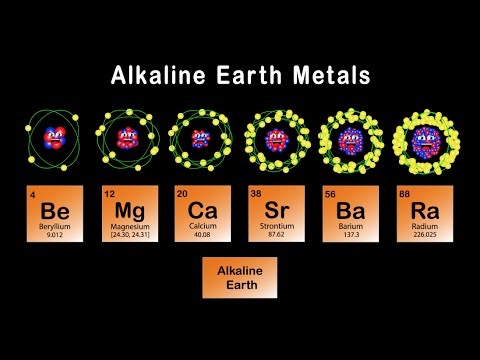 Alkaline Earth Metals
4
Be
Beryllium
9.012
12
Mg
Magnesium
[24.30, 24.31]
20
Ca
Calcium
40.08
38
Sr
Strontium
87.62
56
Ba
Barium
137.3
88
Ra
Radium
226.025
Alkaline
Earth